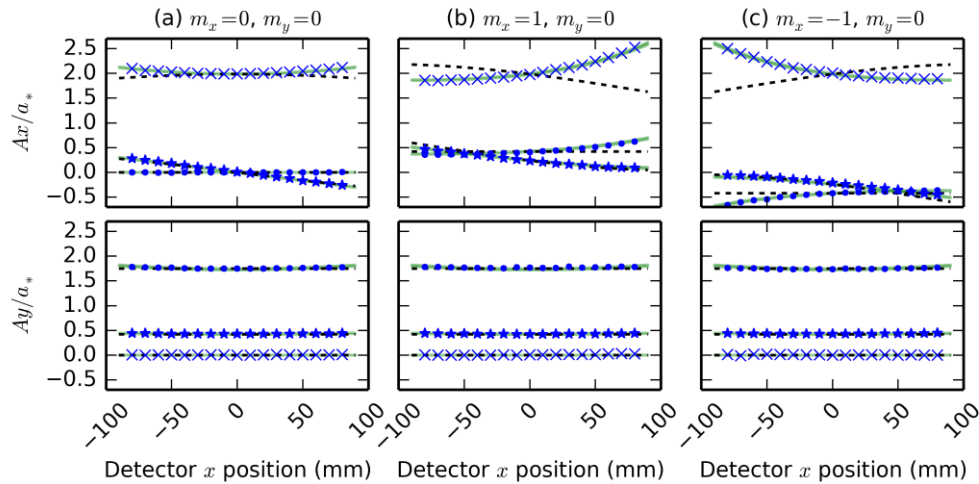 (a) m_x=0, m_y=0
(b) m_x=1, m_y=0
(c) m_x=−1, m_y=0
Ax/a_*
2.5
2.0
1.5
1.0
0.5
0.0
−0.5
Ay/a_*
2.5
2.0
1.5
1.0
0.5
0.0
−0.5
−100 −50 0 50 100
−100 −50 0 50 100
−100 −50 0 50 100
Detector x position (mm)
Detector x position (mm)
Detector x position (mm)